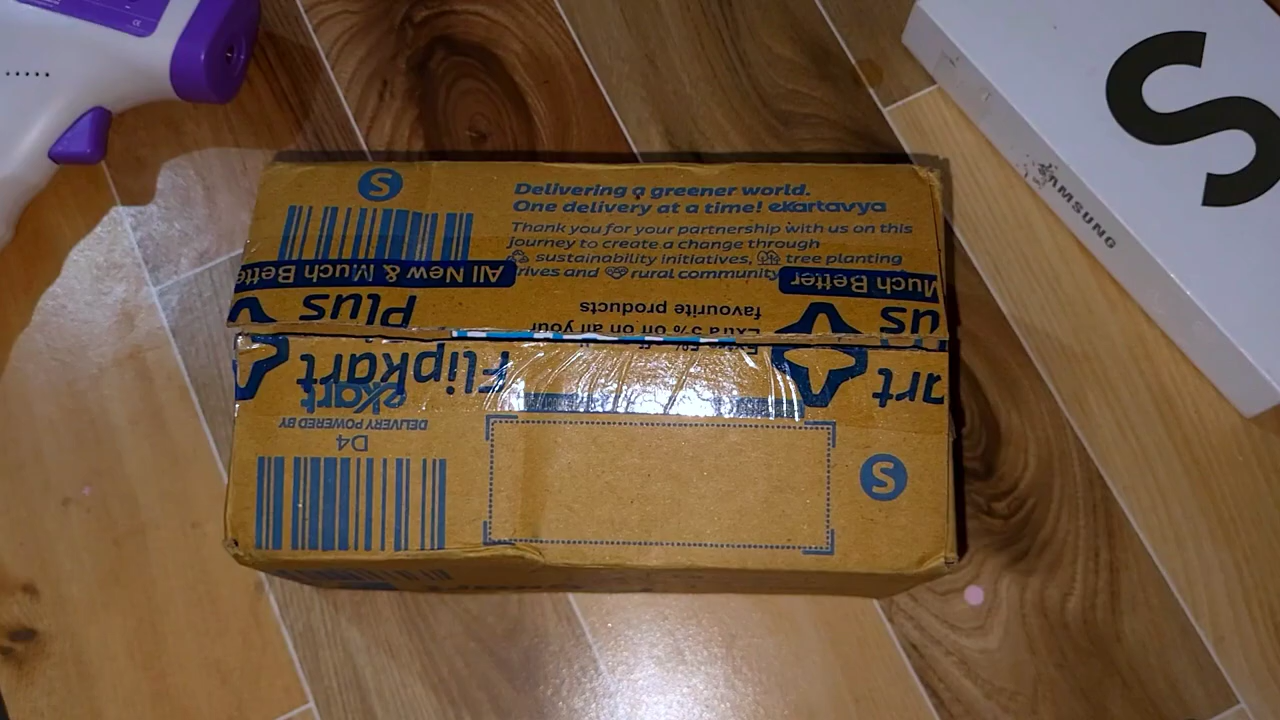 S
Delivering a greener world.
One delivery at a time! eKartavya
Thank you for your partnership with us on this
journey to create a change through
sustainability initiatives, tree planting
rives and rural community
All New & Much Bette
Much Better
Plus
us
favourite products
Extra 5% off on all your
Flipkart
art
ekart
DELIVERY POWERED BY
D4
S
S
AMSUNG